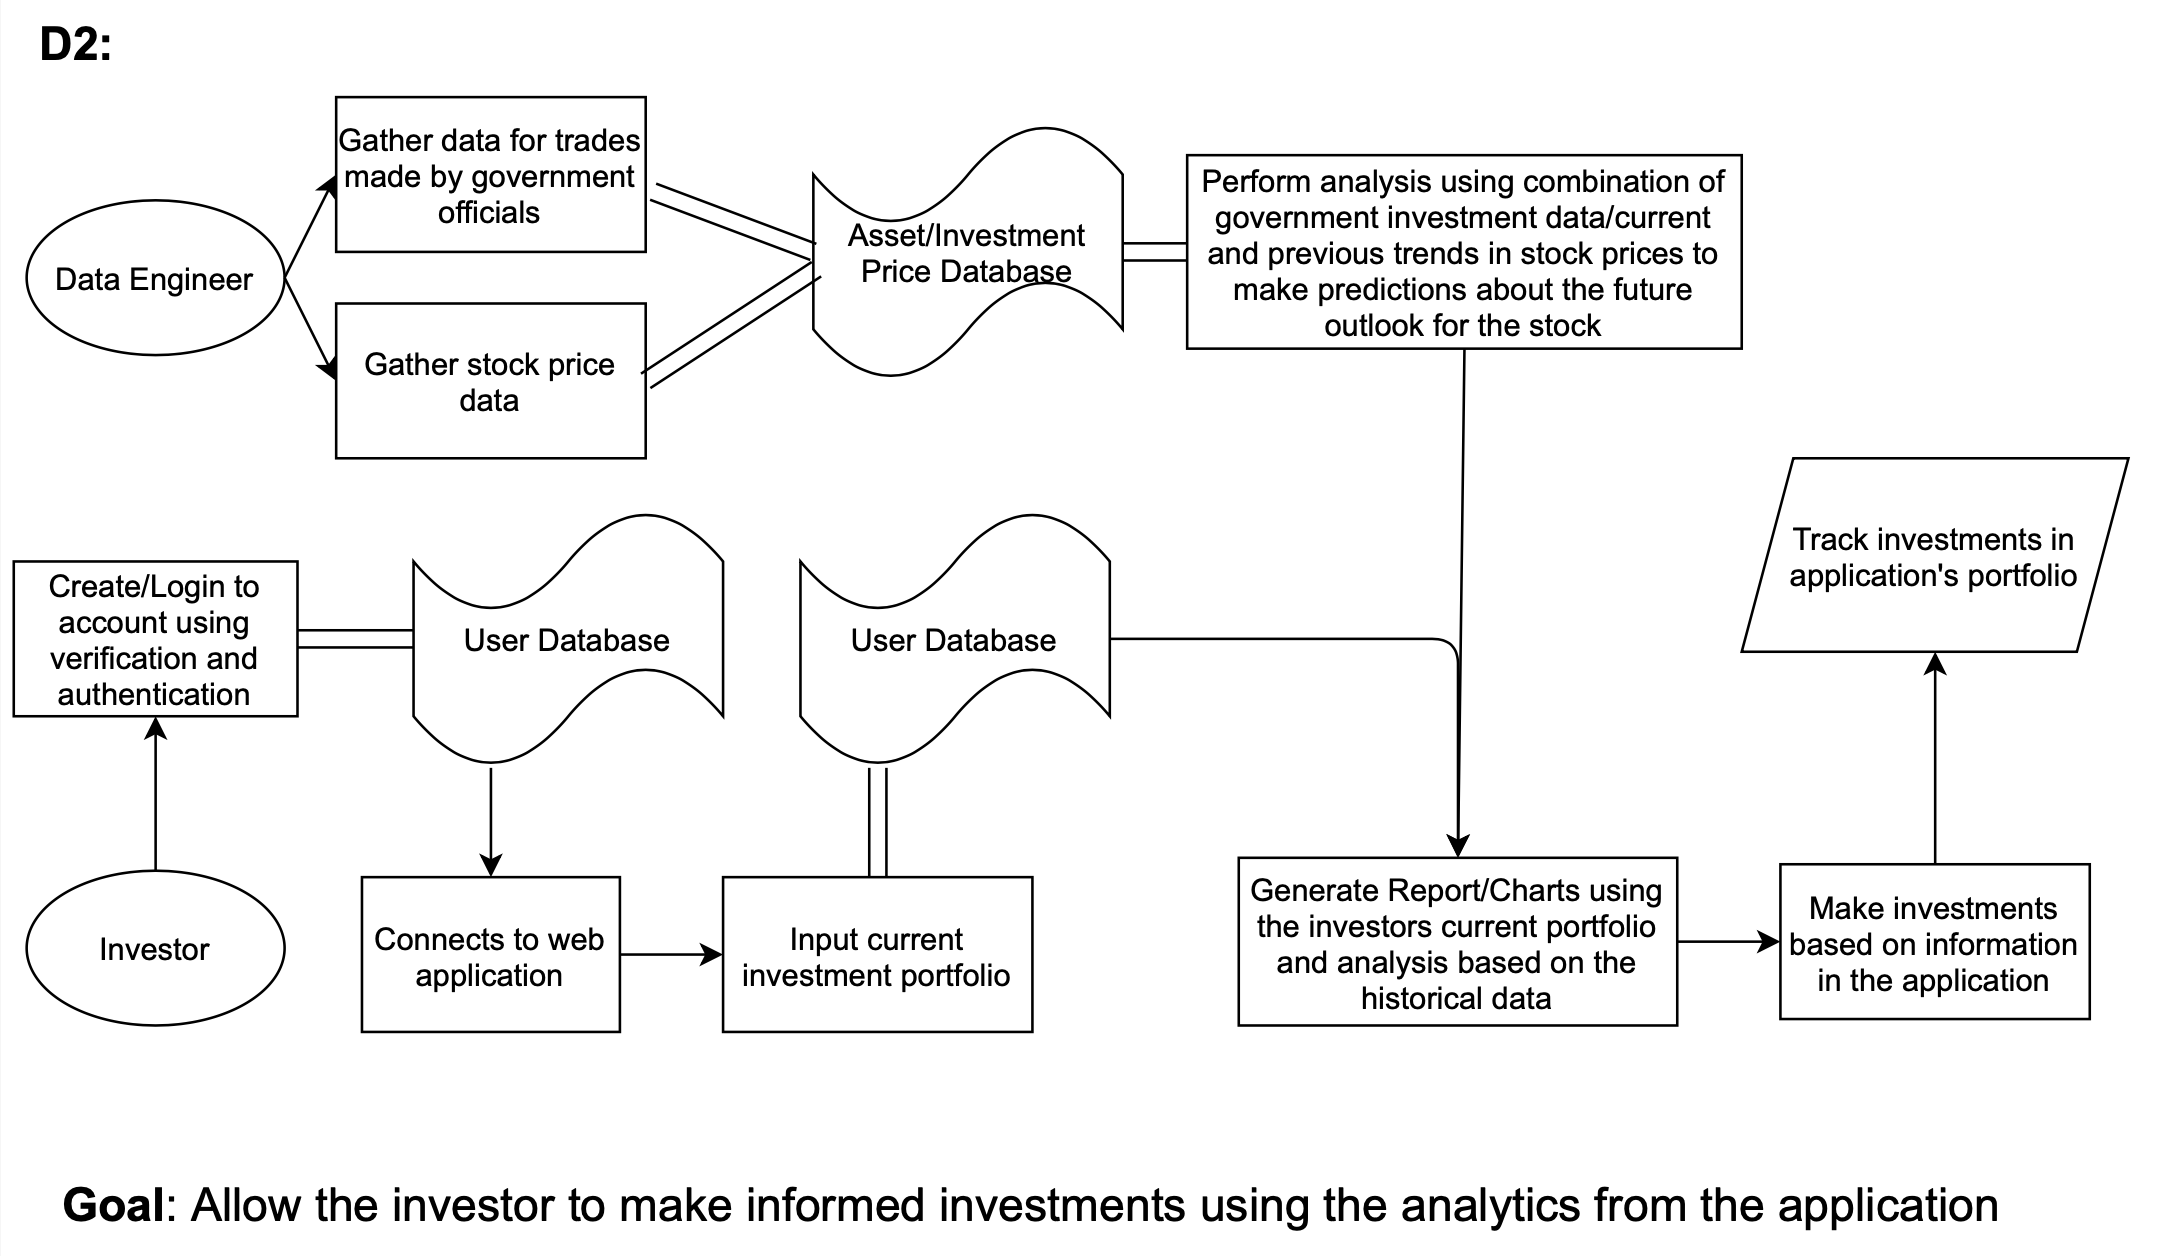 D2:
Gather data for trades
made by government
officials
Data Engineer
Gather stock price
data
Asset/Investment
Price Database
Perform analysis using combination of
government investment data/current
and previous trends in stock prices to
make predictions about the future
outlook for the stock
Create/Login to
account using
verification and
authentication
User Database
User Database
Track investments in
application's portfolio
Investor
Connects to web
application
Input current
investment portfolio
Generate Report/Charts using
the investors current portfolio
and analysis based on the
historical data
Make investments
based on information
in the application
Goal: Allow the investor to make informed investments using the analytics from the application